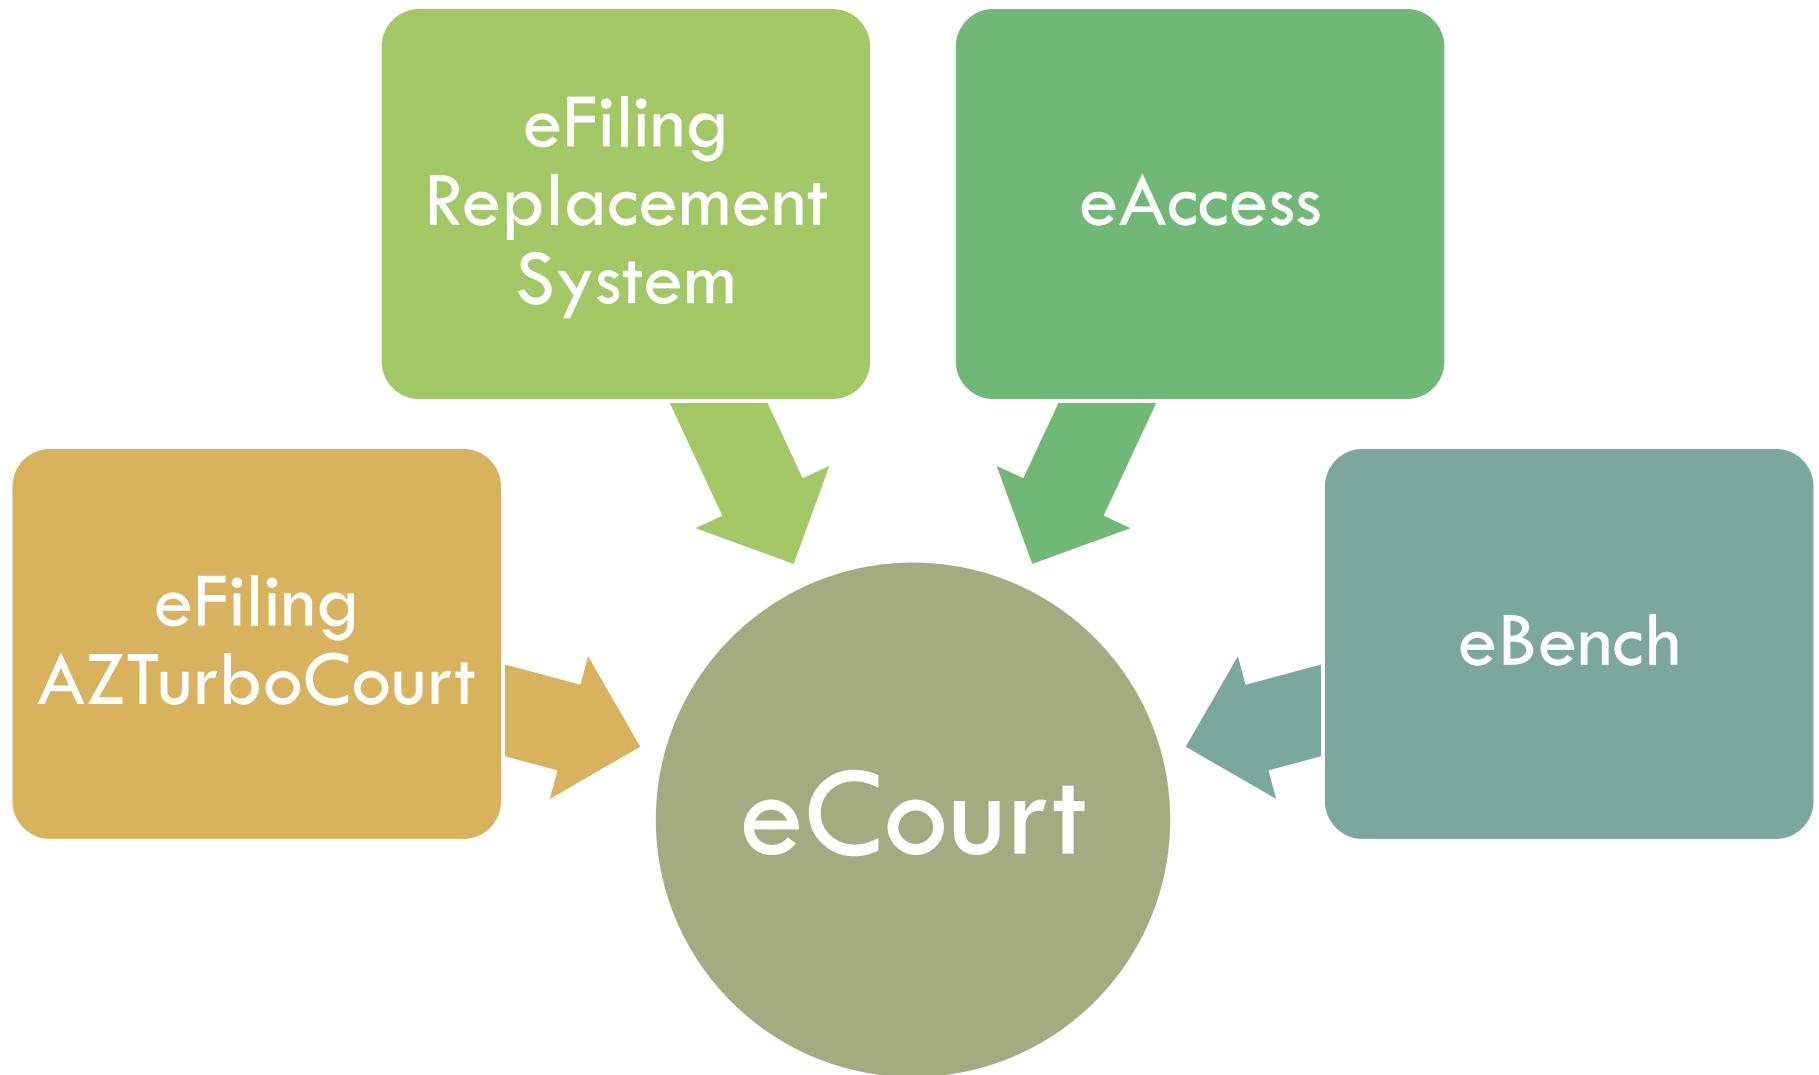 eFiling
Replacement
System
eAccess
eFiling
AZTurboCourt
eBench
eCourt